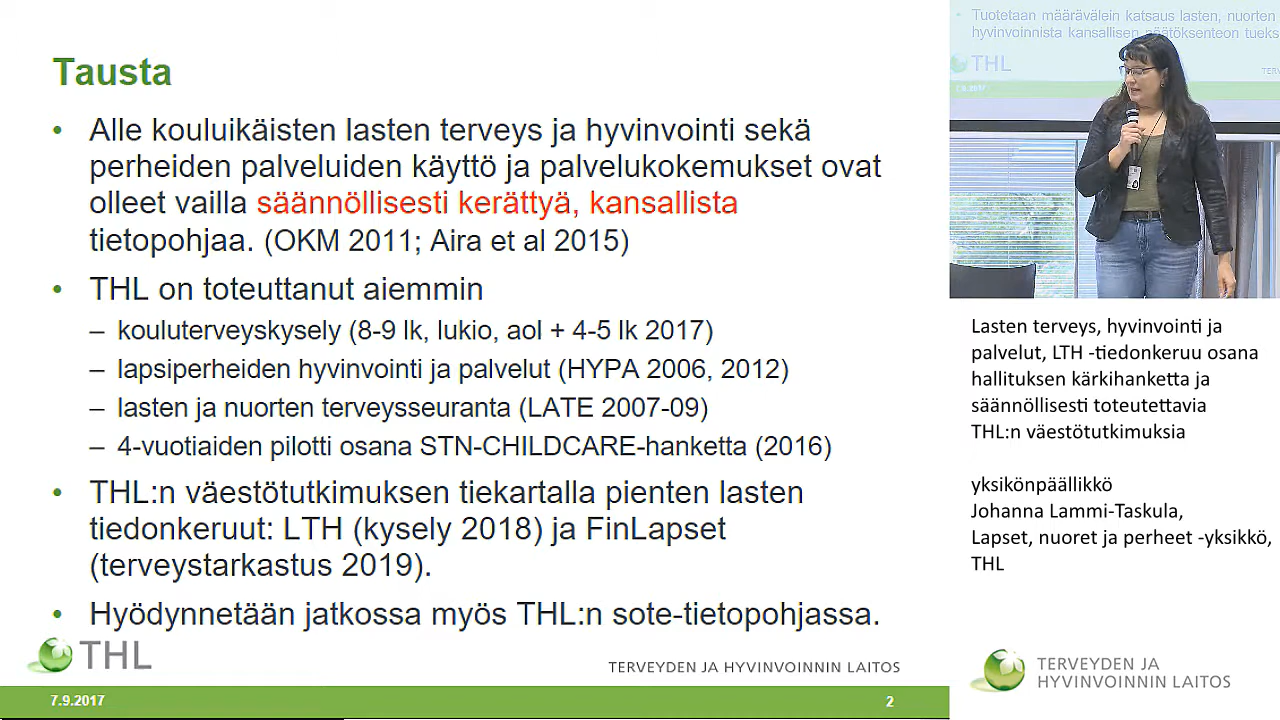 Tausta
• Alle kouluikäisten lasten terveys ja hyvinvointi sekä
perheiden palveluiden käyttö ja palvelukokemukset ovat
olleet vailla säännöllisesti kerättyä, kansallista
tietopohjaa. (OKM 2011; Aira et al 2015)
• THL on toteuttanut aiemmin
– kouluterveyskysely (8-9 lk, lukio, aol + 4-5 lk 2017)
– lapsiperheiden hyvinvointi ja palvelut (HYPA 2006, 2012)
– lasten ja nuorten terveysseuranta (LATE 2007-09)
– 4-vuotiaiden pilotti osana STN-CHILDCARE-hanketta (2016)
• THL:n väestötutkimuksen tiekartalla pienten lasten
tiedonkeruut: LTH (kysely 2018) ja FinLapset
(terveystarkastus 2019).
• Hyödynnetään jatkossa myös THL:n sote-tietopohjassa.
THL
TERVEYDEN JA HYVINVOINNIN LAITOS
7.9.2017
2
• Tuotetaan määrävälein katsaus lasten, nuorten
hyvinvoinnista kansallisen päätöksenteon tueks
THL
TERV
7.9.2017
Lasten terveys, hyvinvointi ja
palvelut, LTH -tiedonkeruu osana
hallituksen kärkihanketta ja
säännöllisesti toteutettavia
THL:n väestötutkimuksia
yksikönpäällikkö
Johanna Lammi-Taskula,
Lapset, nuoret ja perheet -yksikkö,
THL
TERVEYDEN JA
HYVINVOINNIN LAITOS